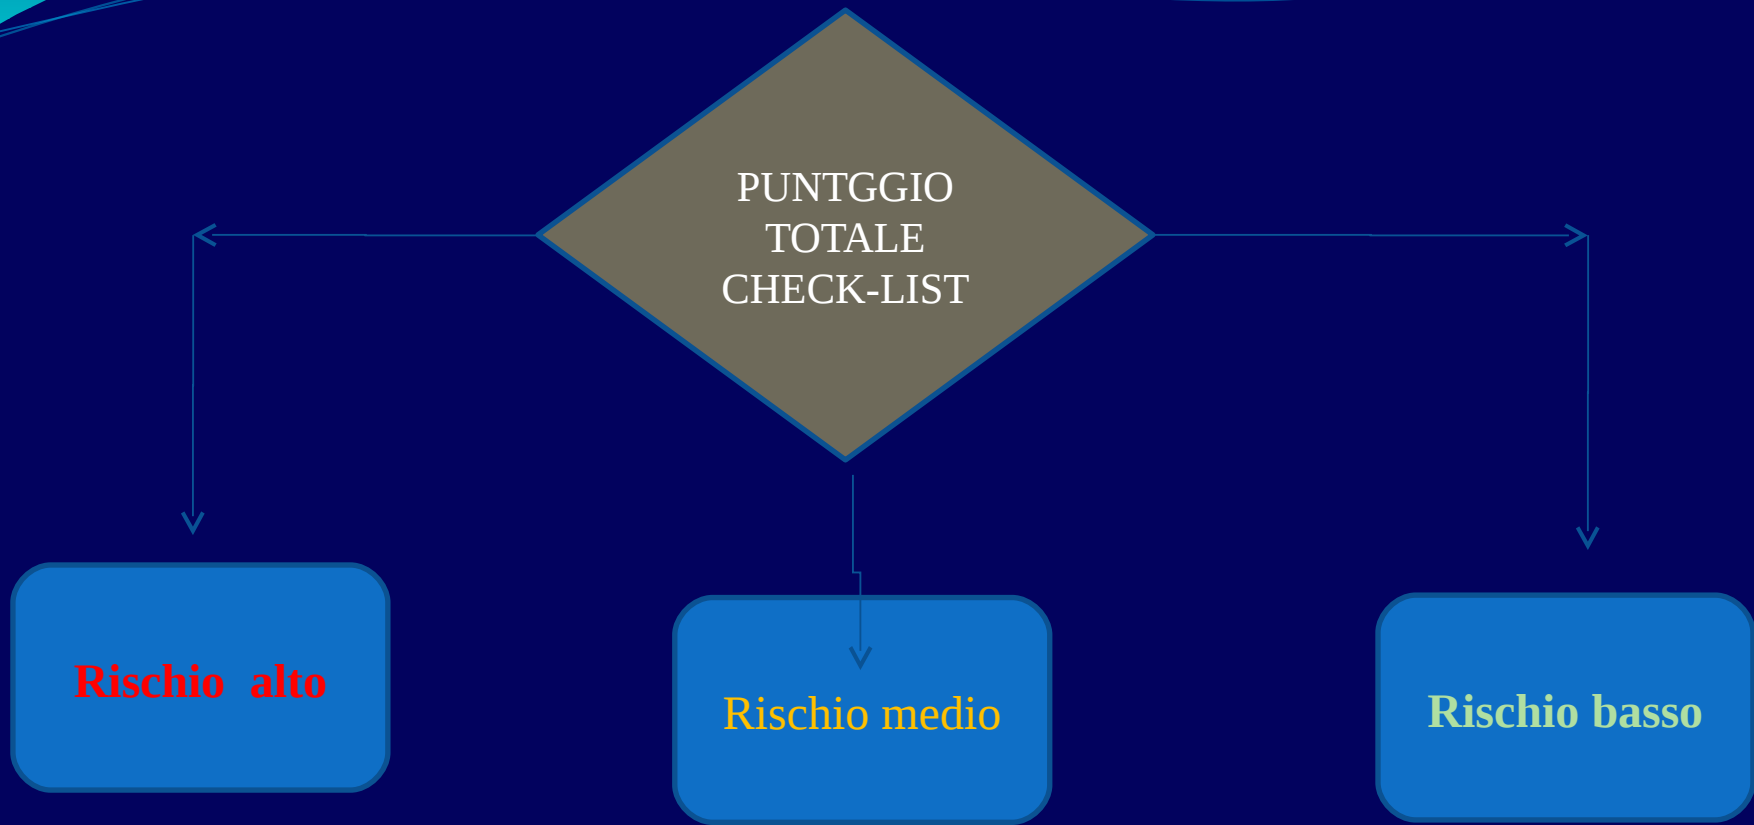 PUNTGGIO
TOTALE
CHECK-LIST
Rischio alto
Rischio medio
Rischio basso